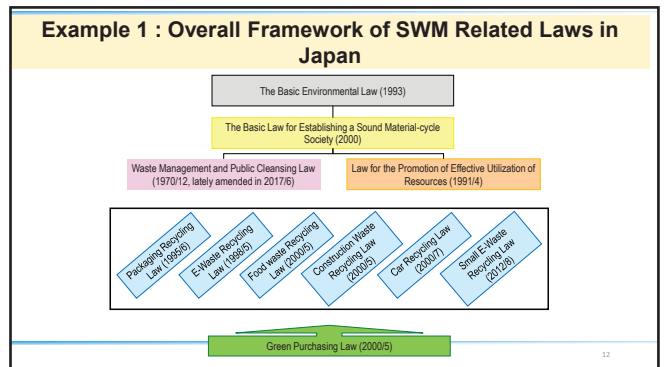 Example 1 : Overall Framework of SWM Related Laws in
Japan
The Basic Environmental Law (1993)
The Basic Law for Establishing a Sound Material-cycle
Society (2000)
Waste Management and Public Cleansing Law
(1970/12, lately amended in 2017/6)
Law for the Promotion of Effective Utilization of
Resources (1991/4)
Packaging Recycling
Law (1995/6)
E-Waste Recycling
Law (1998/5)
Food waste Recycling
Law (2000/5)
Construction Waste
Recycling Law
(2000/5)
Car Recycling Law
(2000/7)
Small E-Waste
Recycling Law
(2012/8)
Green Purchasing Law (2000/5)
12